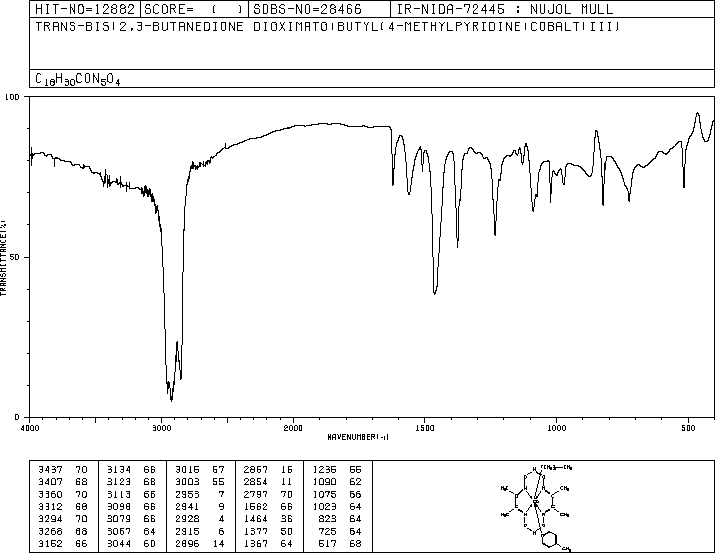 HIT-NO=12882 SCORE= ( ) SDBS-NO=28466 IR-NIDA-72445 : NUJOL MULL
TRANS-BIS(2,3-BUTANEDIONE DIOXIMATO)BUTYL(4-METHYLPYRIDINE)COBALT(III)
C18H30CON5O4
100
50
0
TRANSMITTANCE(%)
4000 3000 2000 1500 1000 500
WAVENUMBER(-1)
3437 70 3134 66 3016 67 2867 16 1236 55
3407 68 3123 66 3003 55 2854 11 1090 62
3360 70 3113 66 2953 7 2797 70 1075 66
3312 68 3098 66 2941 9 1562 66 1023 64
3294 70 3079 66 2928 4 1464 36 823 64
3266 68 3067 64 2915 6 1377 50 725 64
3152 66 3044 60 2896 14 1367 64 517 68